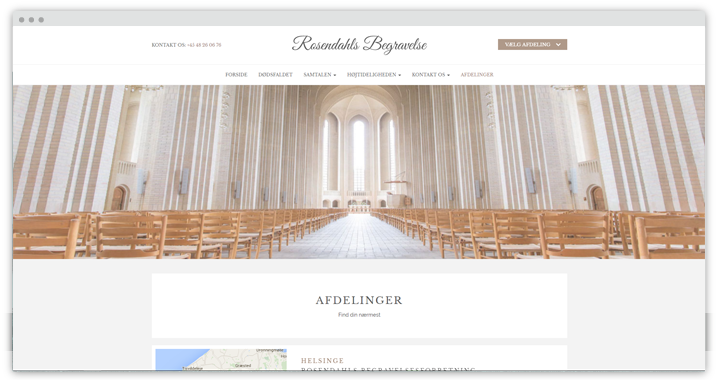 KONTAKT OS: +45 48 29 00 70
Rosendahls Begravelse
VÆLG AFDELING
FORSIDE DØDSFALDET SAMTALEN HØJTIDELIGHEDEN KONTAKT OS AFDELINGER
AFDELINGER
Find din nærmest
HELSINGE
ROSENDAHLS BEGRAVELSESFORRETNING